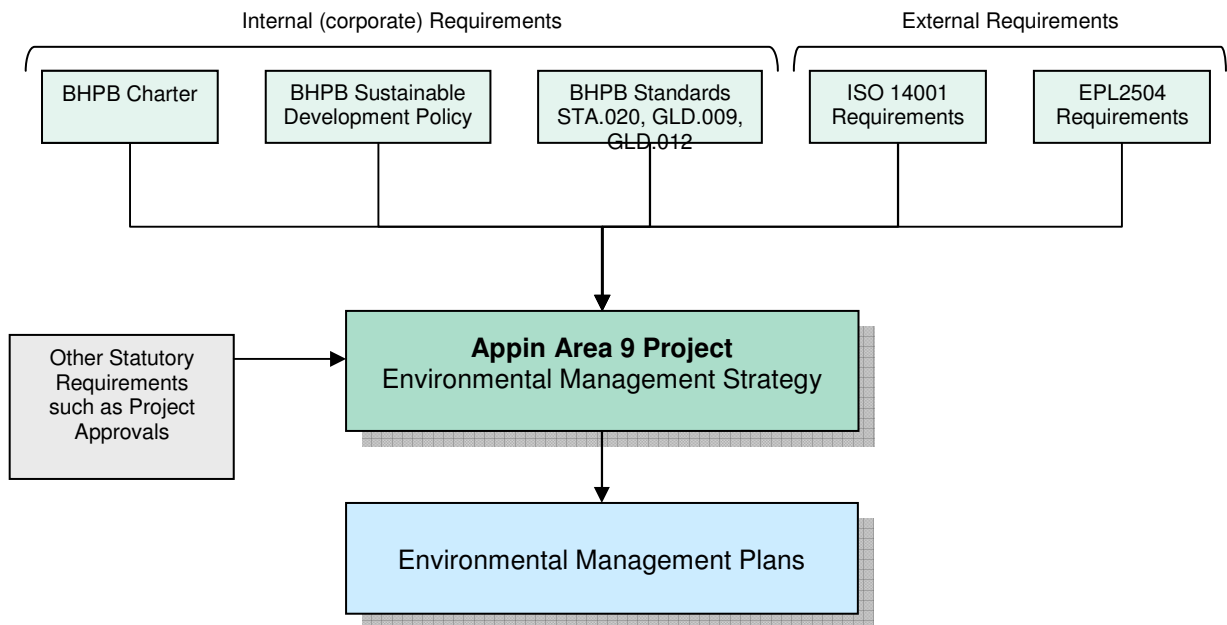 Internal (corporate) Requirements
External Requirements
BHPB Charter
BHPB Sustainable
Development Policy
BHPB Standards
STA.020, GLD.009,
GLD.012
ISO 14001
Requirements
EPL2504
Requirements
Other Statutory
Requirements
such as Project
Approvals
Appin Area 9 Project
Environmental Management Strategy
Environmental Management Plans